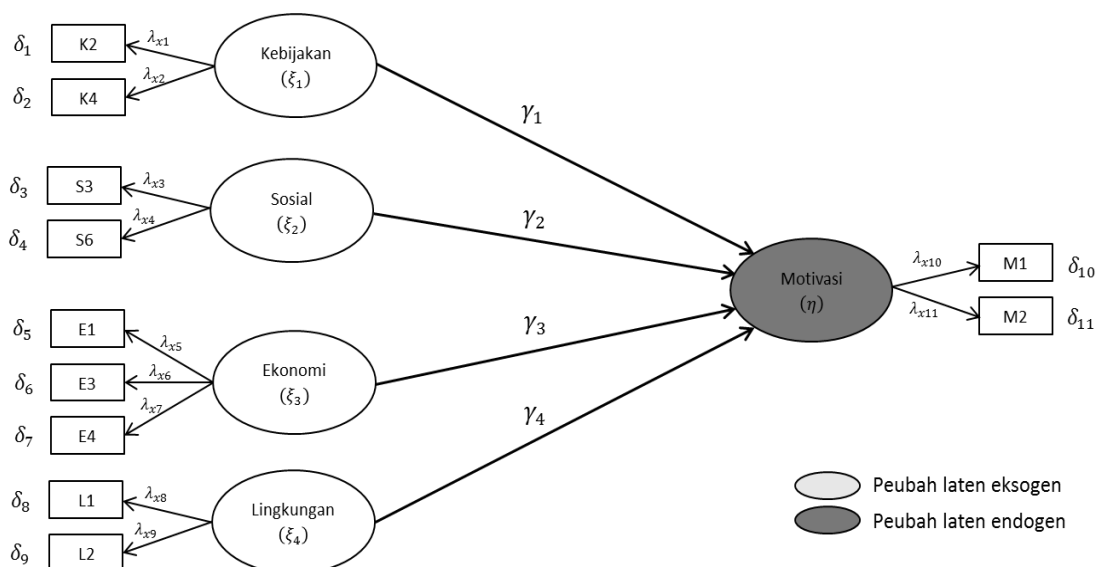 δ₁ K2 λₓ₁
Kebijakan
(ξ₁)
δ₂ K4 λₓ₂
γ₁
δ₃ S3 λₓ₃
Sosial
(ξ₂)
δ₄ S6 λₓ₄
γ₂
Motivasi
(η)
λₓ₁₀ M1 δ₁₀
λₓ₁₁ M2 δ₁₁
δ₅ E1 λₓ₅
γ₃
δ₆ E3 λₓ₆
Ekonomi
(ξ₃)
δ₇ E4 λₓ₇
γ₄
δ₈ L1 λₓ₈
Lingkungan
(ξ₄)
δ₉ L2 λₓ₉
Peubah laten eksogen
Peubah laten endogen